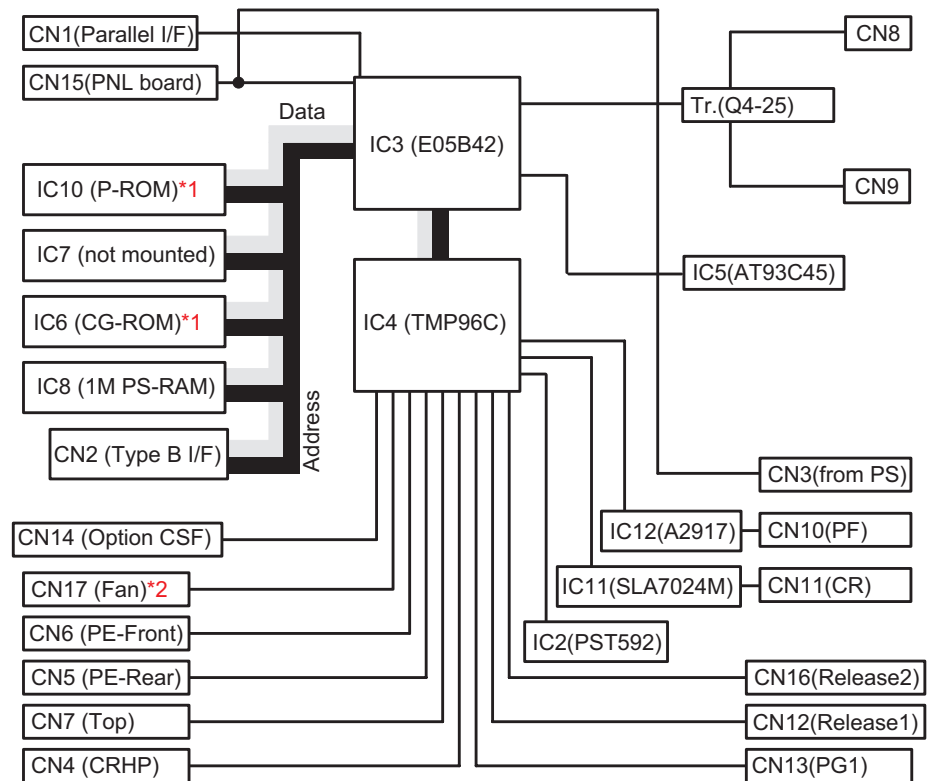 CN1(Parallel I/F)
CN15(PNL board)
Data
IC3 (E05B42)
CN8
Tr.(Q4-25)
CN9
IC10 (P-ROM)*1
IC7 (not mounted)
IC6 (CG-ROM)*1
IC8 (1M PS-RAM)
CN2 (Type B I/F)
Address
IC4 (TMP96C)
IC5(AT93C45)
CN3(from PS)
IC12(A2917)
CN10(PF)
IC11(SLA7024M)
CN11(CR)
IC2(PST592)
CN14 (Option CSF)
CN17 (Fan)*2
CN6 (PE-Front)
CN5 (PE-Rear)
CN7 (Top)
CN4 (CRHP)
CN16(Release2)
CN12(Release1)
CN13(PG1)